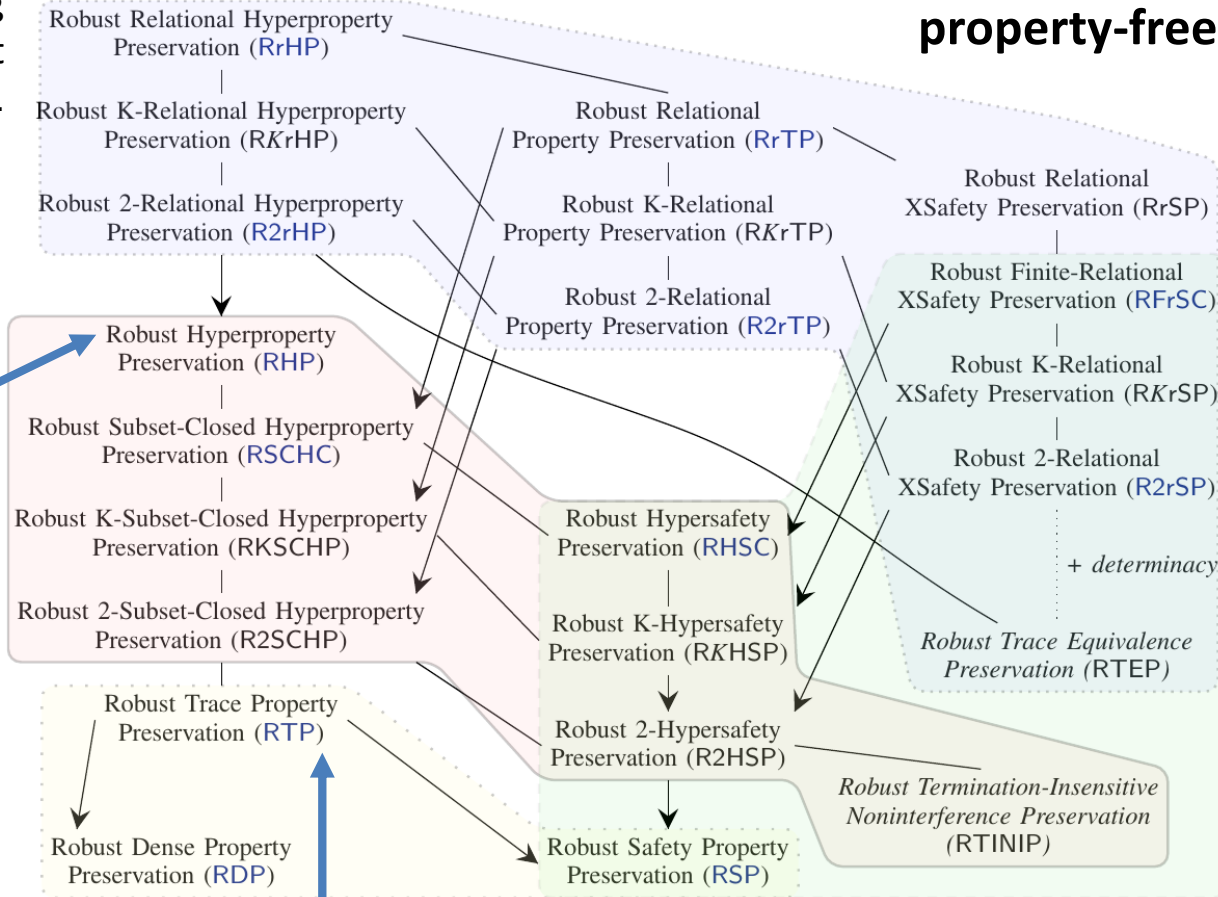 property-free
Robust Relational Hyperproperty
Preservation (RrHP)
Robust K-Relational Hyperproperty
Preservation (RKrHP)
Robust 2-Relational Hyperproperty
Preservation (R2rHP)
Robust Relational
Property Preservation (RrTP)
Robust K-Relational
Property Preservation (RKrTP)
Robust 2-Relational
Property Preservation (R2rTP)
Robust Relational
XSafety Preservation (RrSP)
Robust Finite-Relational
XSafety Preservation (RFrSC)
Robust K-Relational
XSafety Preservation (RKrSP)
Robust 2-Relational
XSafety Preservation (R2rSP)
+ determinacy
Robust Trace Equivalence
Preservation (RTEP)
Robust Hyperproperty
Preservation (RHP)
Robust Subset-Closed Hyperproperty
Preservation (RSCHC)
Robust K-Subset-Closed Hyperproperty
Preservation (RKSCHP)
Robust 2-Subset-Closed Hyperproperty
Preservation (R2SCHP)
Robust Hypersafety
Preservation (RHSC)
Robust K-Hypersafety
Preservation (RKHSP)
Robust 2-Hypersafety
Preservation (R2HSP)
Robust Termination-Insensitive
Noninterference Preservation
(RTINIP)
Robust Trace Property
Preservation (RTP)
Robust Dense Property
Preservation (RDP)
Robust Safety Property
Preservation (RSP)